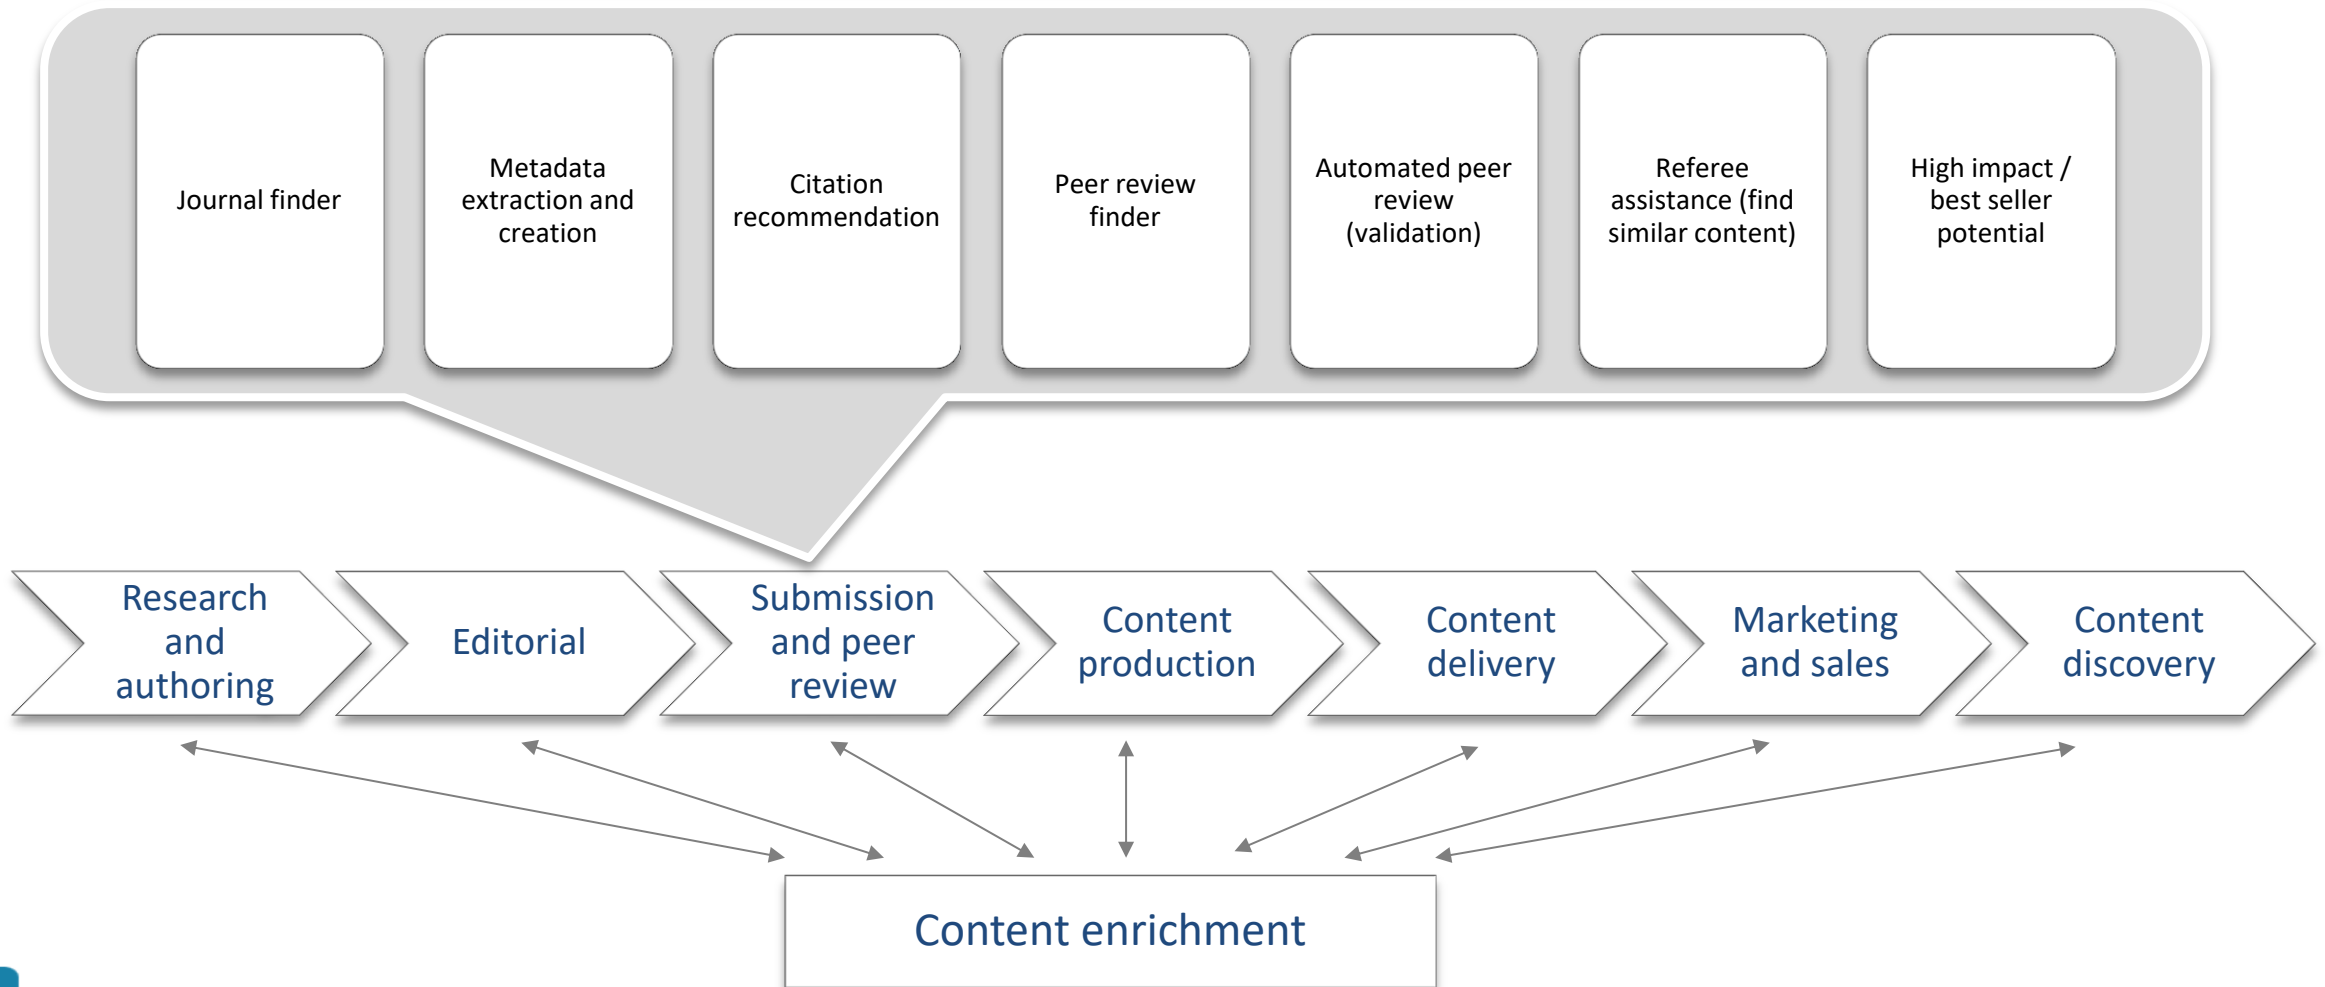 Journal finder
Metadata
extraction and
creation
Citation
recommendation
Peer review
finder
Automated peer
review
(validation)
Referee
assistance (find
similar content)
High impact /
best seller
potential
Research
and
authoring
Editorial
Submission
and peer
review
Content
production
Content
delivery
Marketing
and sales
Content
discovery
Content enrichment